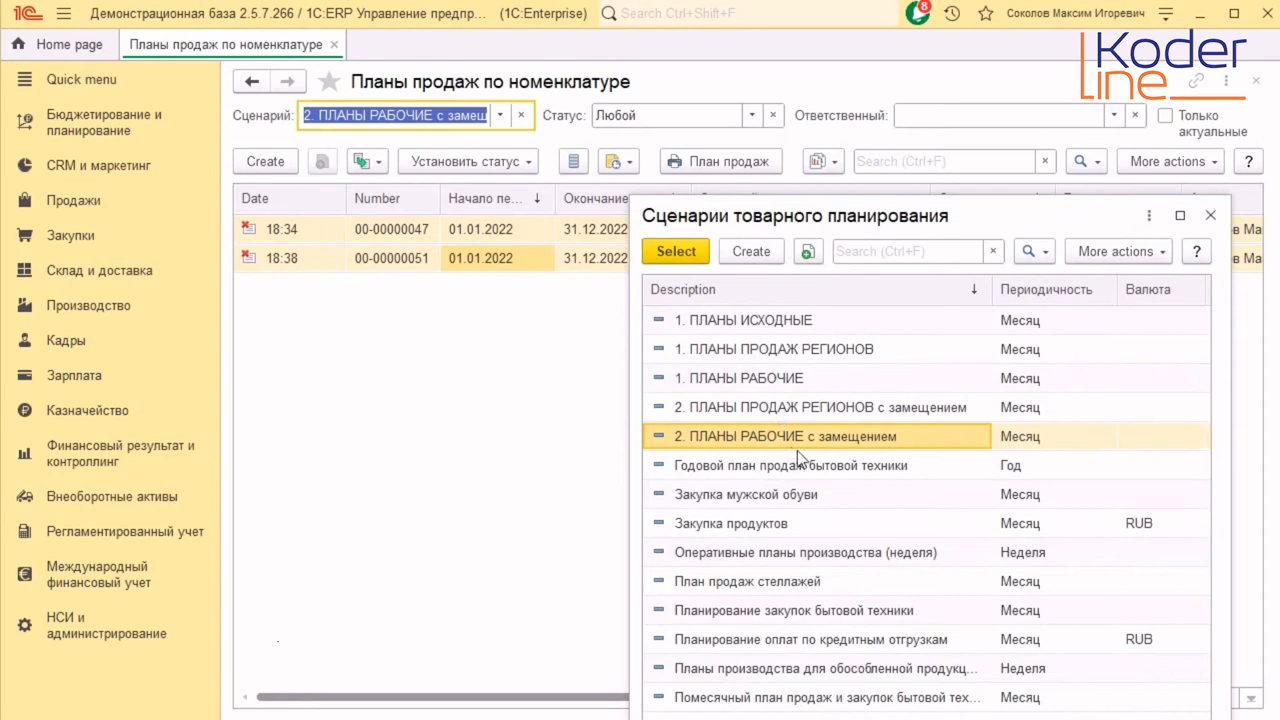 1С Демонстрационная база 2.5.7.266 / 1С:ERP Управление предпр... (1C:Enterprise) Search Ctrl+Shift+F 8 Соколов Максим Игоревич
Home page Планы продаж по номенклатуре
Koder
line
Quick menu
Бюджетирование и
планирование
CRM и маркетинг
Продажи
Закупки
Склад и доставка
Производство
Кадры
Зарплата
Казначейство
Финансовый результат и
контроллинг
Внеоборотные активы
Регламентированный учет
Международный
финансовый учет
НСИ и
администрирование
Планы продаж по номенклатуре
Сценарий: 2. ПЛАНЫ РАБОЧИЕ с замещ Статус: Любой Ответственный: Только
актуальные
Create Установить статус План продаж Search (Ctrl+F) More actions ?
Date Number Начало пе... Окончание
18:34 00-00000047 01.01.2022 31.12.2022 в Ма
18:38 00-00000051 01.01.2022 31.12.2022 в Ма
Сценарии товарного планирования
Select Create Search (Ctrl+F) More actions ?
Description Периодичность Валюта
1. ПЛАНЫ ИСХОДНЫЕ Месяц
1. ПЛАНЫ ПРОДАЖ РЕГИОНОВ Месяц
1. ПЛАНЫ РАБОЧИЕ Месяц
2. ПЛАНЫ ПРОДАЖ РЕГИОНОВ с замещением Месяц
2. ПЛАНЫ РАБОЧИЕ с замещением Месяц
Годовой план продаж бытовой техники Год
Закупка мужской обуви Месяц
Закупка продуктов Месяц RUB
Оперативные планы производства (неделя) Неделя
План продаж стеллажей Месяц
Планирование закупок бытовой техники Месяц
Планирование оплат по кредитным отгрузкам Месяц RUB
Планы производства для обособленной продукц... Неделя
Помесячный план продаж и закупок бытовой тех... Месяц